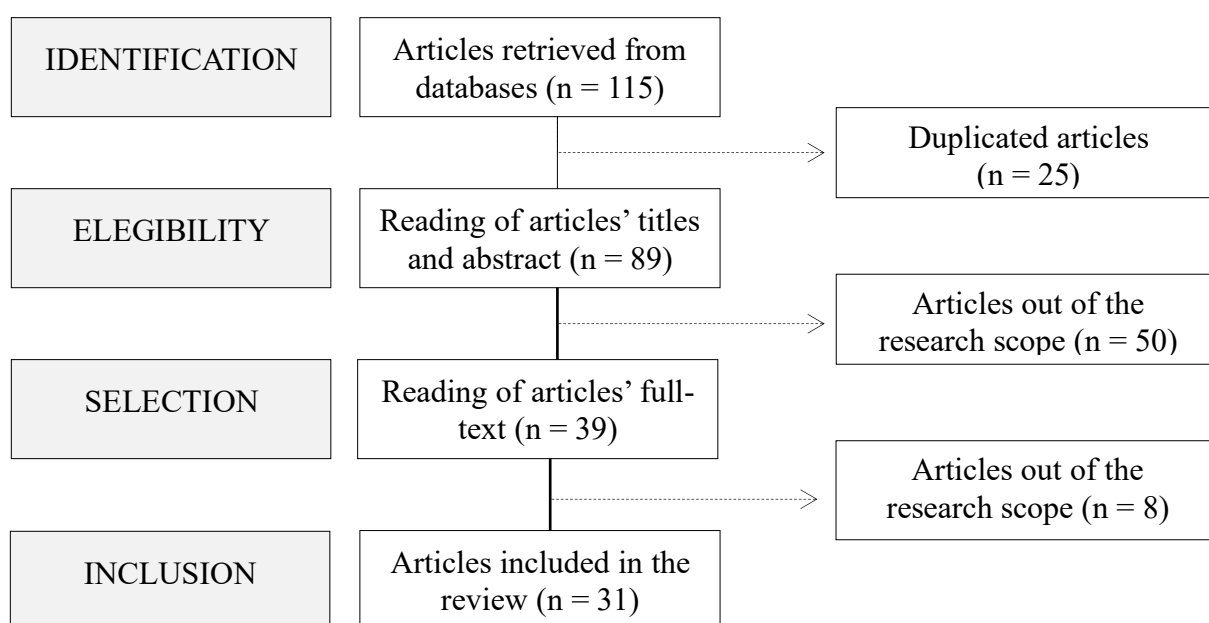 IDENTIFICATION
Articles retrieved from
databases (n = 115)
Duplicated articles
(n = 25)
ELEGIBILITY
Reading of articles’ titles
and abstract (n = 89)
Articles out of the
research scope (n = 50)
SELECTION
Reading of articles’ full-
text (n = 39)
Articles out of the
research scope (n = 8)
INCLUSION
Articles included in the
review (n = 31)